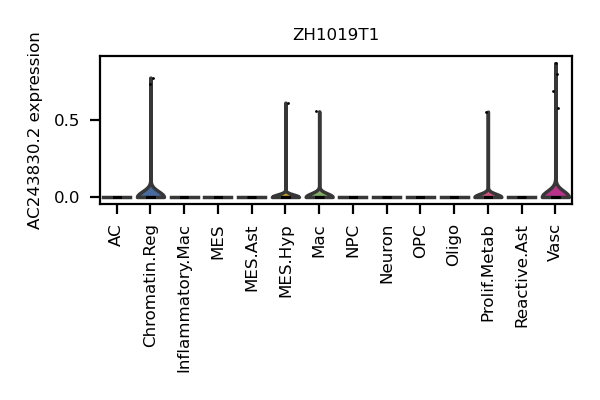 ZH1019T1
AC243830.2 expression
0.5
0.0
AC
Chromatin.Reg
Inflammatory.Mac
MES
MES.Ast
MES.Hyp
Mac
NPC
Neuron
OPC
Oligo
Prolif.Metab
Reactive.Ast
Vasc